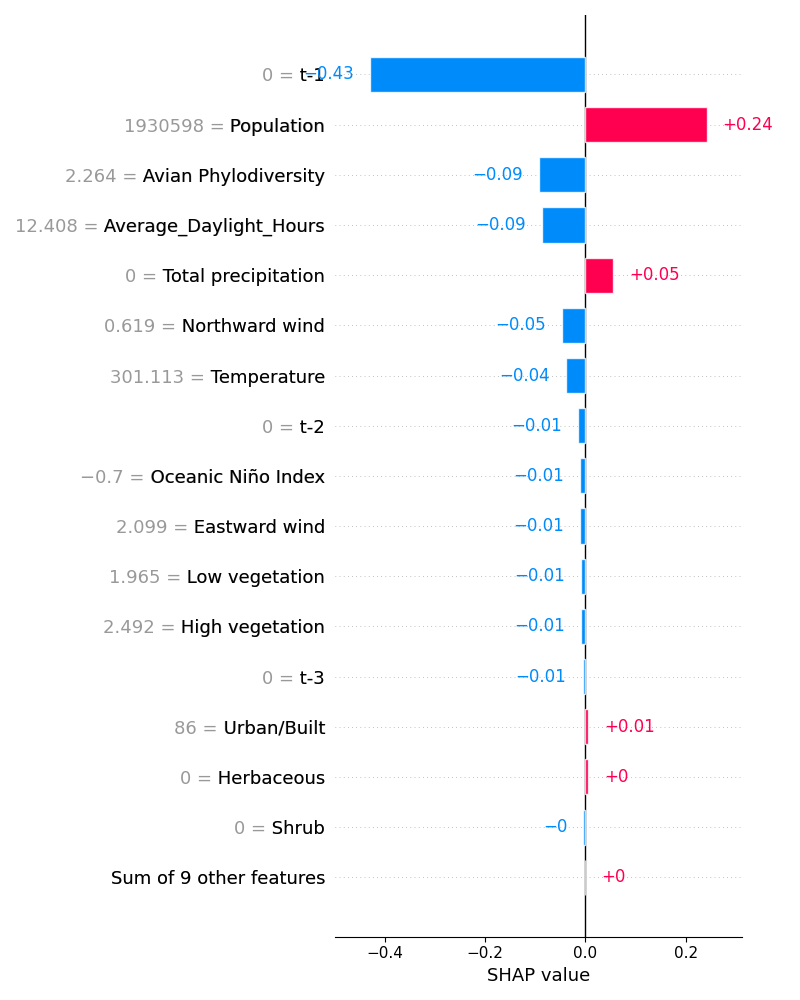 0 = t-1 −0.43
1930598 = Population +0.24
2.264 = Avian Phylodiversity −0.09
12.408 = Average_Daylight_Hours −0.09
0 = Total precipitation +0.05
0.619 = Northward wind −0.05
301.113 = Temperature −0.04
0 = t-2 −0.01
−0.7 = Oceanic Niño Index −0.01
2.099 = Eastward wind −0.01
1.965 = Low vegetation −0.01
2.492 = High vegetation −0.01
0 = t-3 −0.01
86 = Urban/Built +0.01
0 = Herbaceous +0
0 = Shrub −0
Sum of 9 other features +0
−0.4 −0.2 0.0 0.2
SHAP value